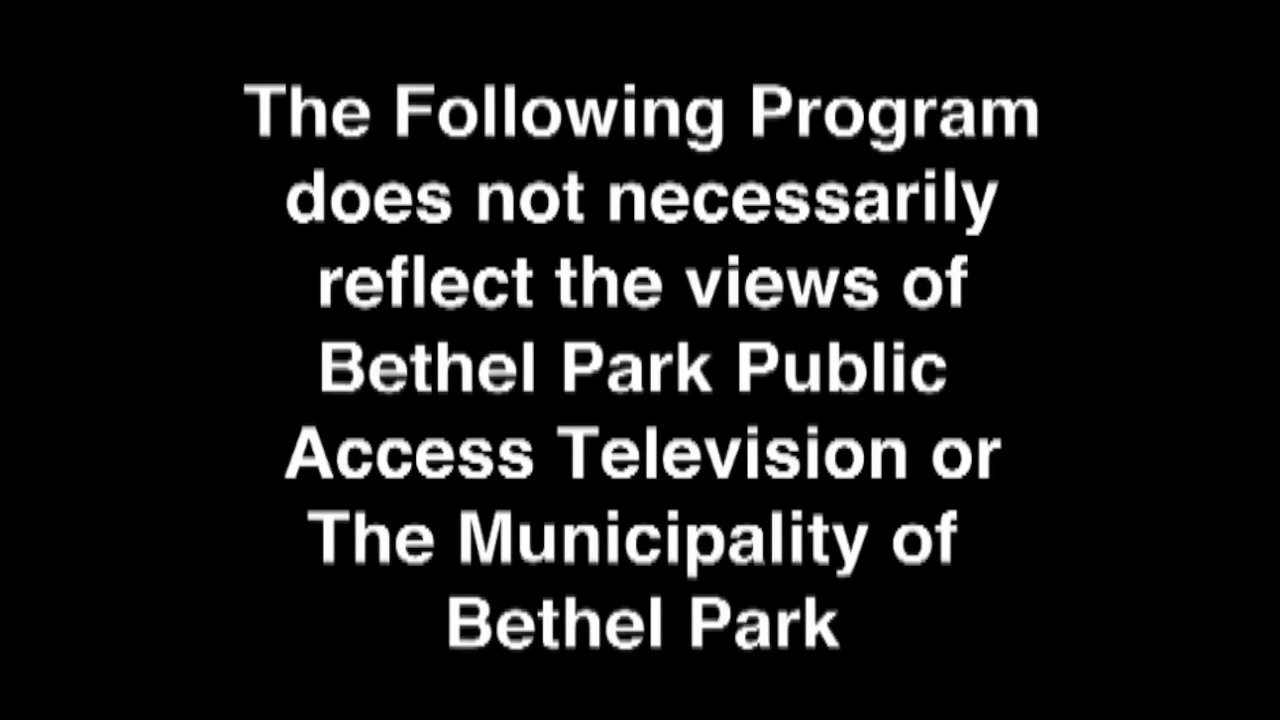 The Following Program
does not necessarily
reflect the views of
Bethel Park Public
Access Television or
The Municipality of
Bethel Park